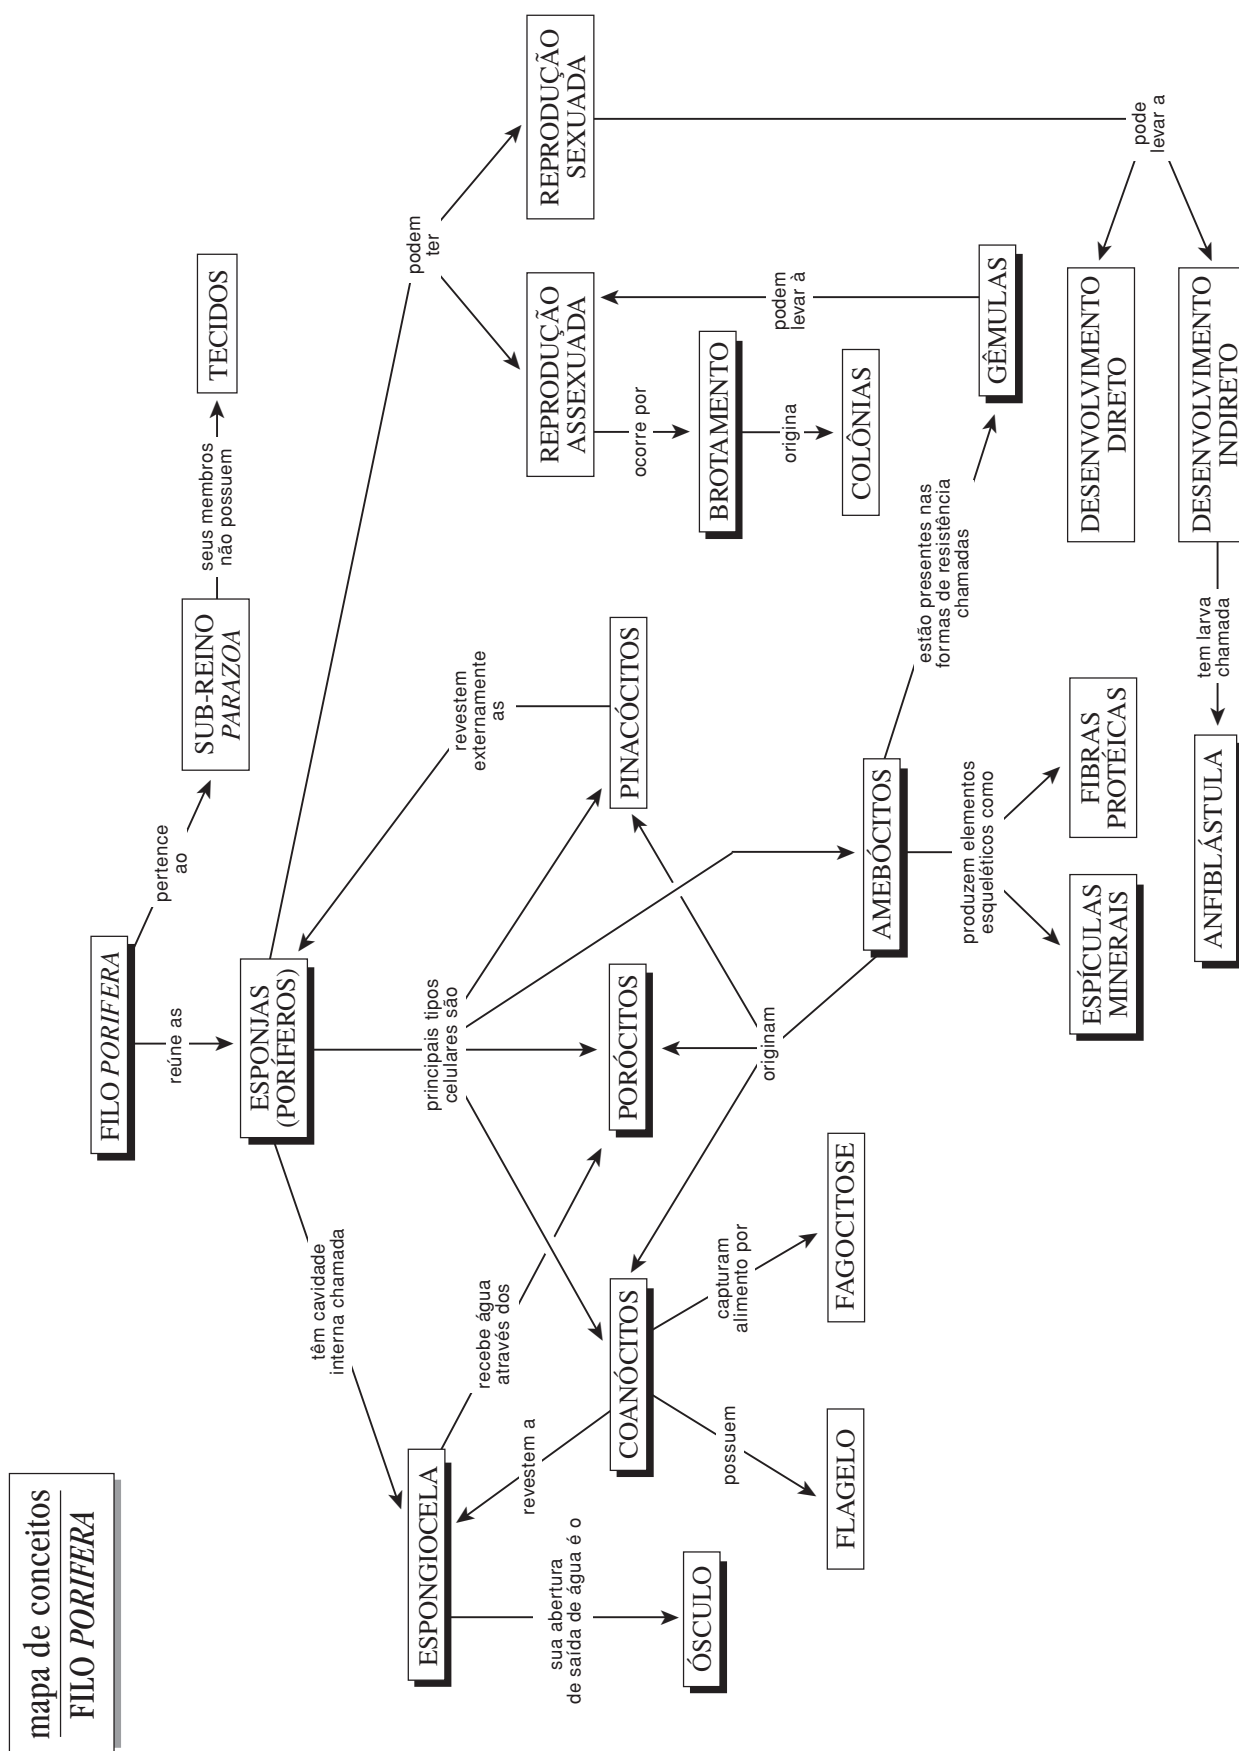 mapa de conceitos
FILO PORIFERA
FILO PORIFERA
reúne as
pertence
ao
SUB-REINO
PARAZOA
seus membros
não possuem
TECIDOS
ESPONJAS
(PORÍFEROS)
têm cavidade
interna chamada
principais tipos
celulares são
revestem
externamente
as
podem
ter
ESPONGIOCELA
recebe água
através dos
revestem a
sua abertura
de saída de água é o
ÓSCULO
COANÓCITOS
PORÓCITOS
PINACÓCITOS
REPRODUÇÃO
ASSEXUADA
REPRODUÇÃO
SEXUADA
ocorre por
BROTAMENTO
origina
COLÔNIAS
podem
levar à
possuem
FLAGELO
capturam
alimento por
FAGOCITOSE
originam
AMEBÓCITOS
estão presentes nas
formas de resistência
chamadas
GÊMULAS
produzem elementos
esqueléticos como
ESPÍCULAS
MINERAIS
FIBRAS
PROTÉICAS
pode
levar a
DESENVOLVIMENTO
DIRETO
DESENVOLVIMENTO
INDIRETO
tem larva
chamada
ANFIBLÁSTULA